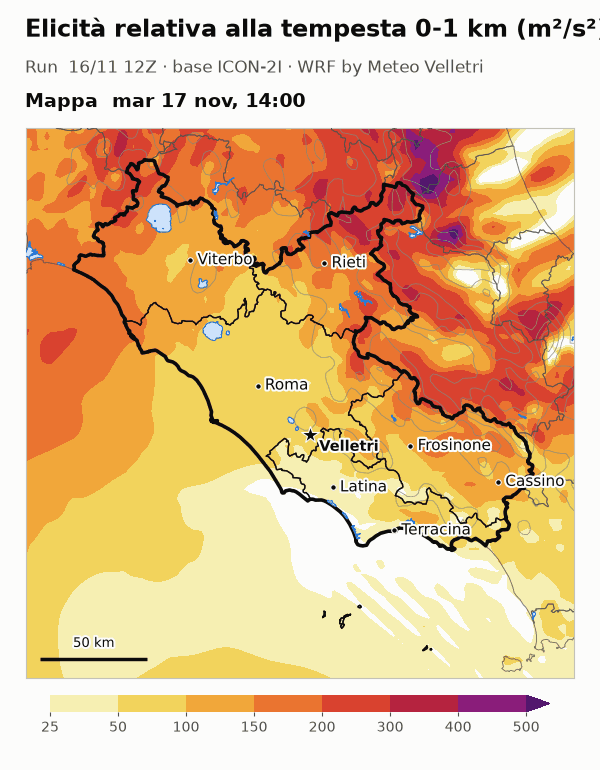 Elicità relativa alla tempesta 0-1 km (m²/s²)
Run  16/11 12Z · base ICON-2I · WRF by Meteo Velletri
Mappa  mar 17 nov, 14:00
Viterbo
Rieti
Roma
Velletri
Frosinone
Cassino
Latina
Terracina
50 km
25 50 100 150 200 300 400 500